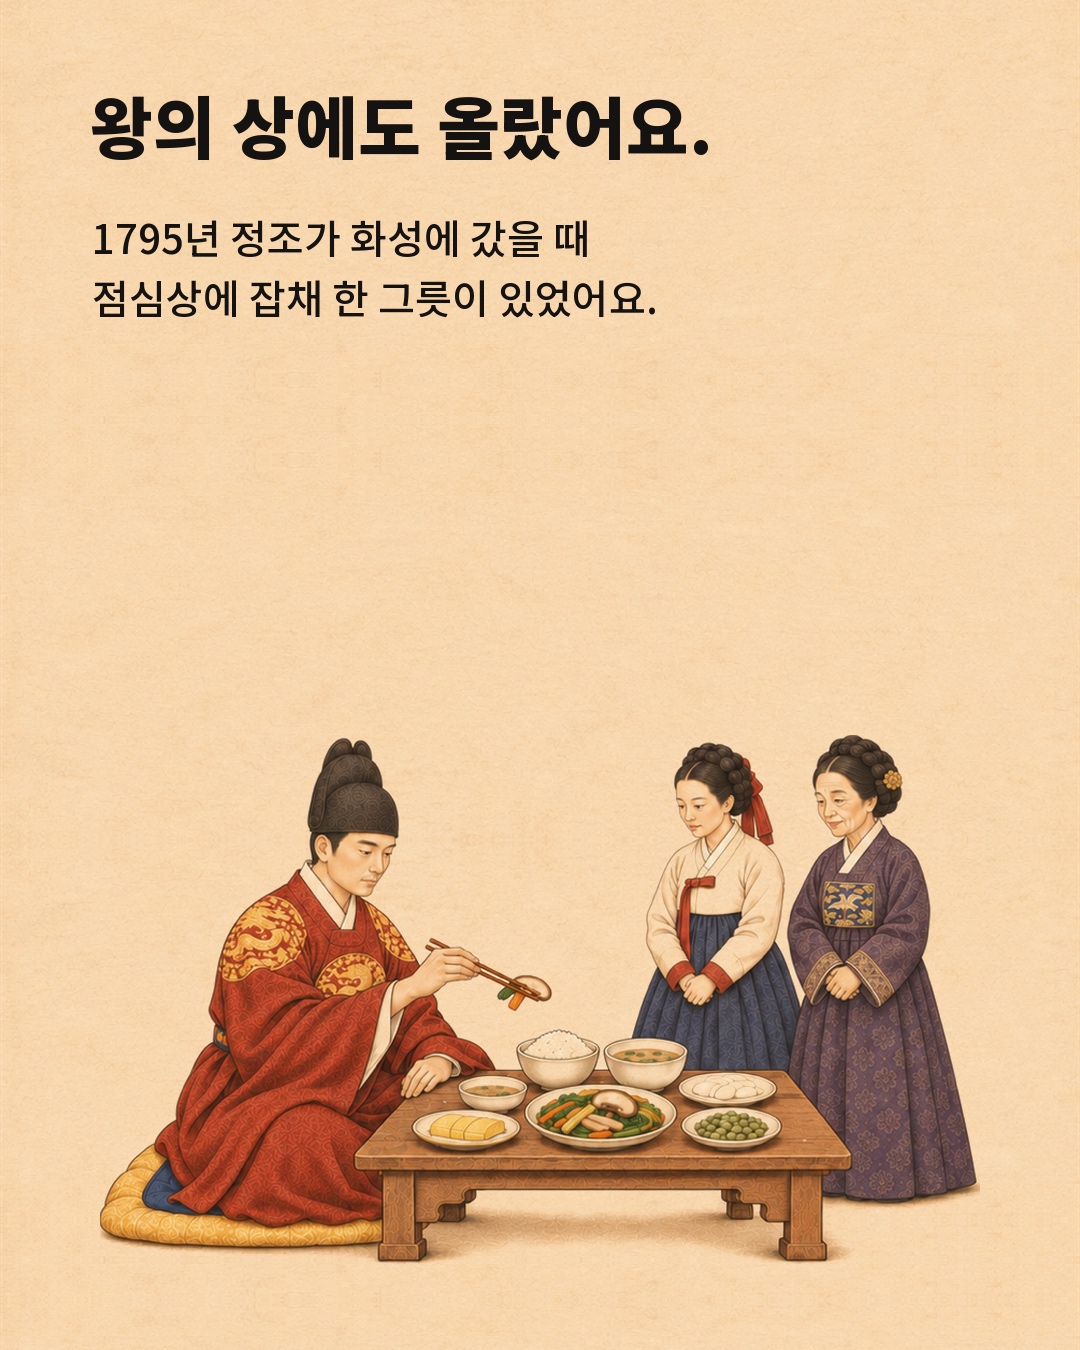 왕의 상에도 올랐어요.
1795년 정조가 화성에 갔을 때
점심상에 잡채 한 그릇이 있었어요.